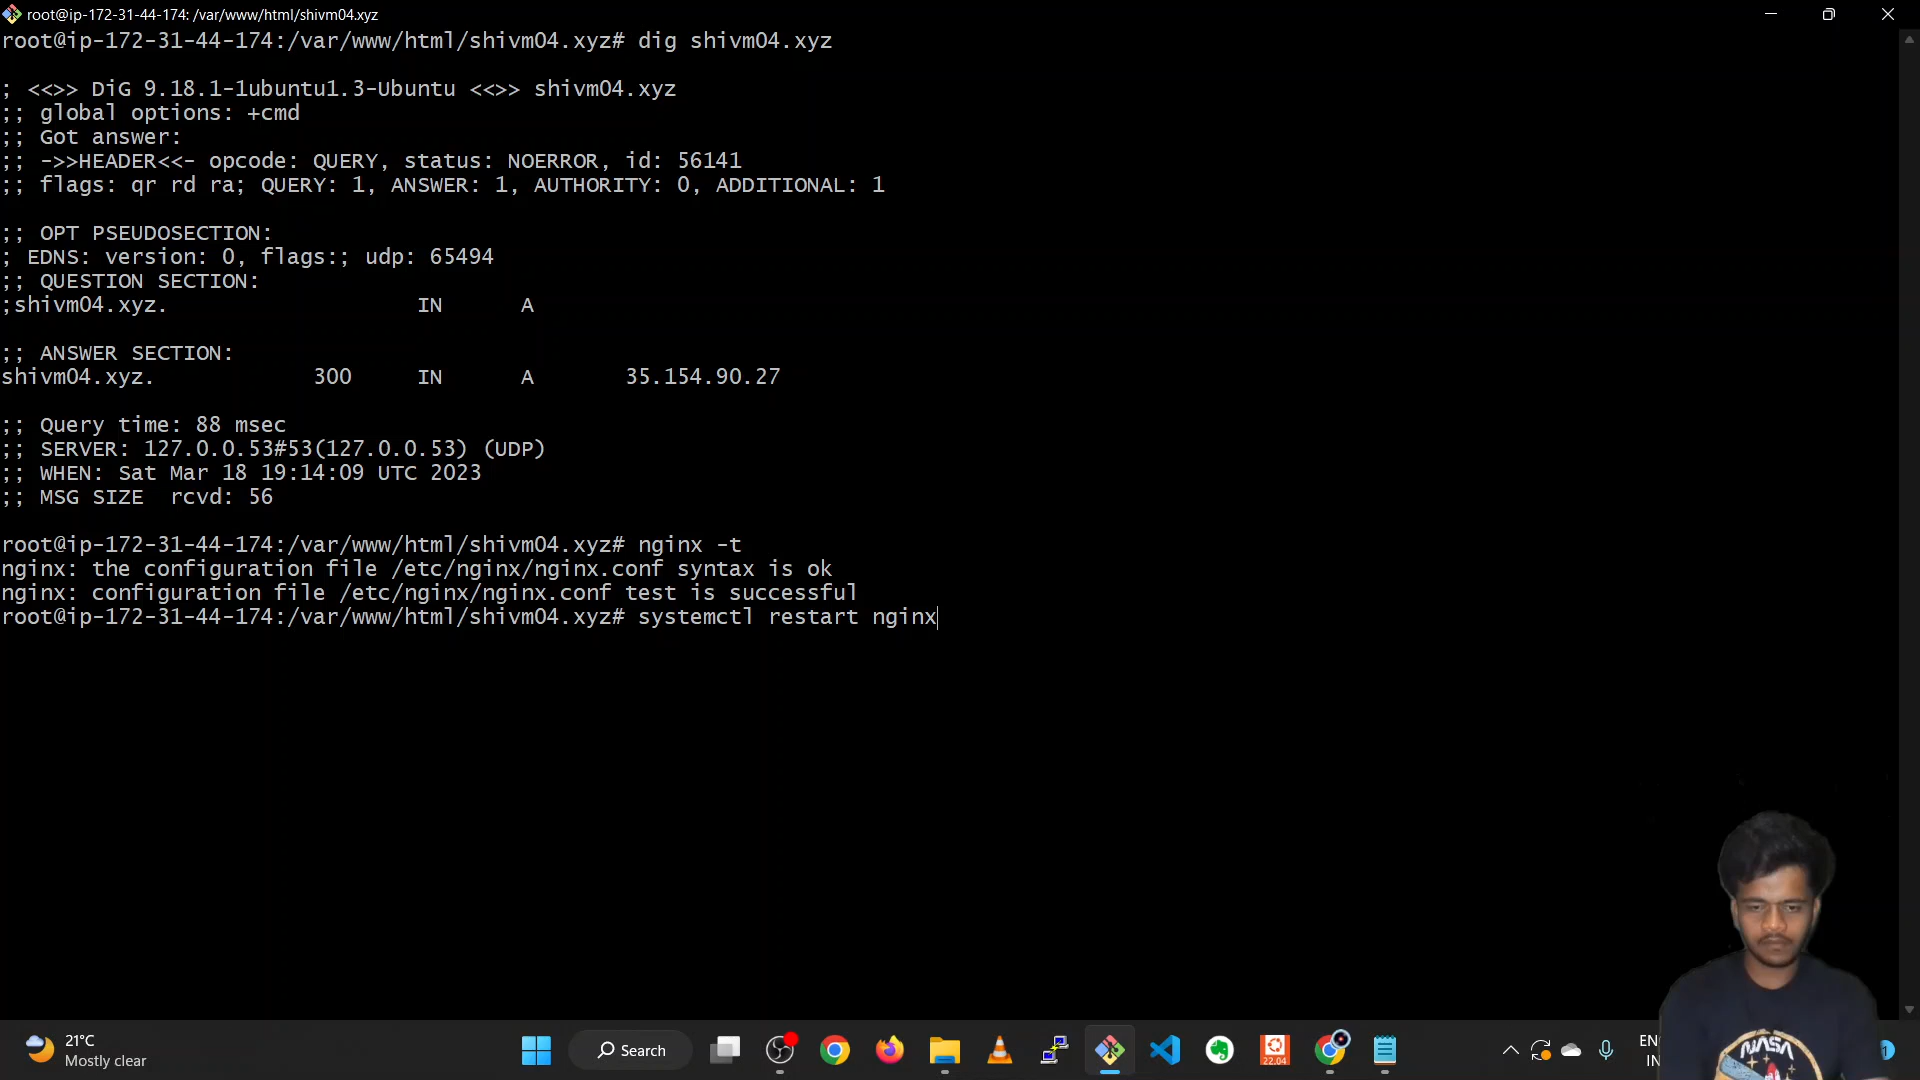 root@ip-172-31-44-174: /var/www/html/shivm04.xyz
root@ip-172-31-44-174:/var/www/html/shivm04.xyz# dig shivm04.xyz
; <<>> DiG 9.18.1-1ubuntu1.3-Ubuntu <<>> shivm04.xyz
;; global options: +cmd
;; Got answer:
;; ->>HEADER<<- opcode: QUERY, status: NOERROR, id: 56141
;; flags: qr rd ra; QUERY: 1, ANSWER: 1, AUTHORITY: 0, ADDITIONAL: 1
;; OPT PSEUDOSECTION:
; EDNS: version: 0, flags:; udp: 65494
;; QUESTION SECTION:
;shivm04.xyz. IN A
;; ANSWER SECTION:
shivm04.xyz. 300 IN A 35.154.90.27
;; Query time: 88 msec
;; SERVER: 127.0.0.53#53(127.0.0.53) (UDP)
;; WHEN: Sat Mar 18 19:14:09 UTC 2023
;; MSG SIZE rcvd: 56
root@ip-172-31-44-174:/var/www/html/shivm04.xyz# nginx -t
nginx: the configuration file /etc/nginx/nginx.conf syntax is ok
nginx: configuration file /etc/nginx/nginx.conf test is successful
root@ip-172-31-44-174:/var/www/html/shivm04.xyz# systemctl restart nginx
NASA
21°C
Mostly clear
Search
22.04
EN
IN
1